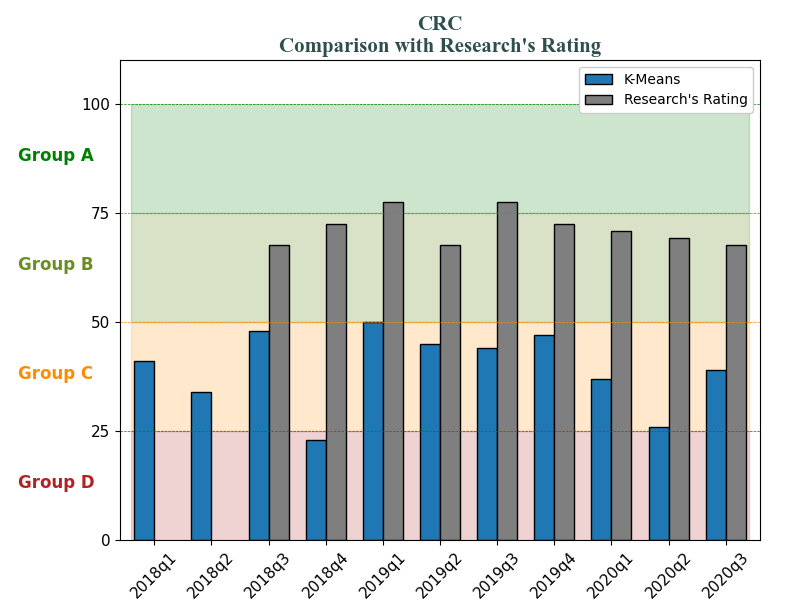 CRC
Comparison with Research's Rating
K-Means
Research's Rating
100
Group A
75
Group B
50
Group C
25
Group D
0
2018q1
2018q2
2018q3
2018q4
2019q1
2019q2
2019q3
2019q4
2020q1
2020q2
2020q3